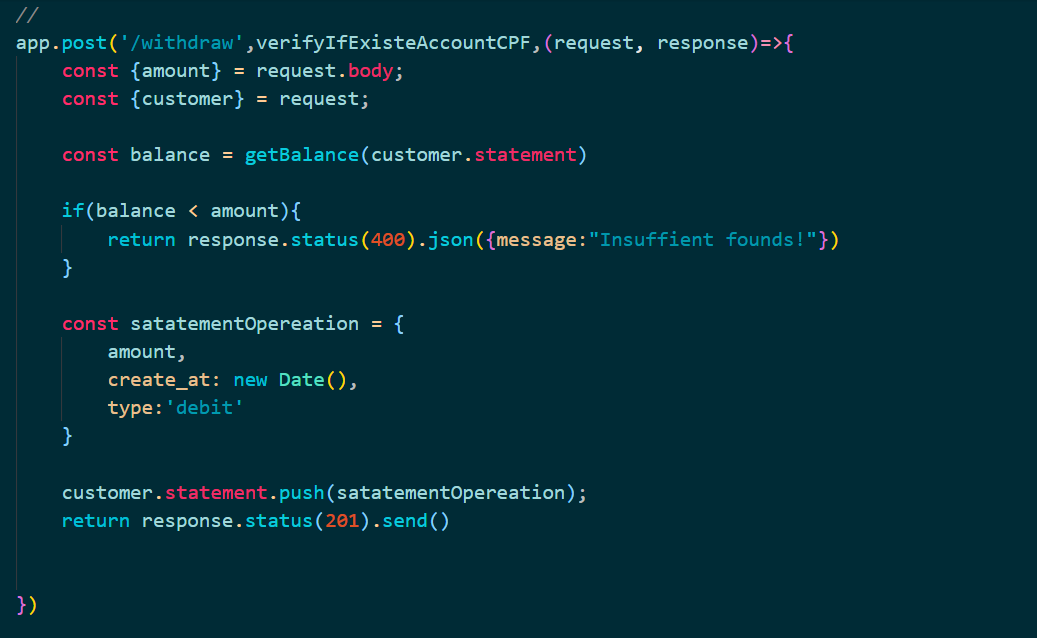 //
app.post('/withdraw',verifyIfExisteAccountCPF,(request, response)=>{
    const {amount} = request.body;
    const {customer} = request;

    const balance = getBalance(customer.statement)

    if(balance < amount){
        return response.status(400).json({message:"Insuffient founds!"})
    }

    const satatementOpereation = {
        amount,
        create_at: new Date(),
        type:'debit'
    }

    customer.statement.push(satatementOpereation);
    return response.status(201).send()

})